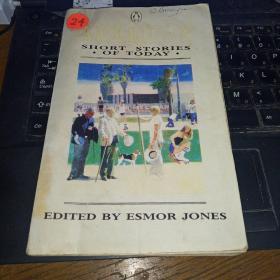 24
SHORT STORIES
• OF TODAY •
EDITED BY ESMOR JONES